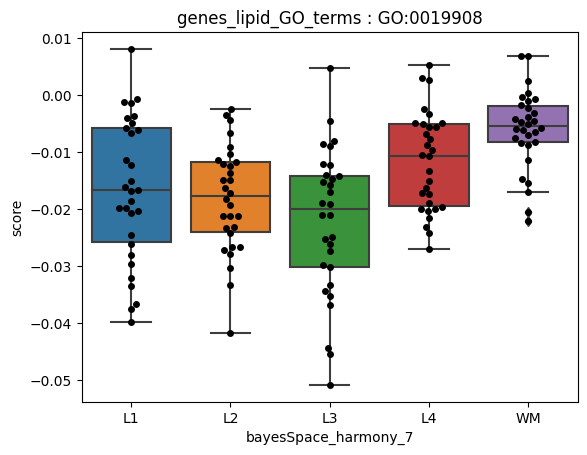 genes_lipid_GO_terms : GO:0019908
0.01
0.00
−0.01
−0.02
−0.03
−0.04
−0.05
score
L1 L2 L3 L4 WM
bayesSpace_harmony_7